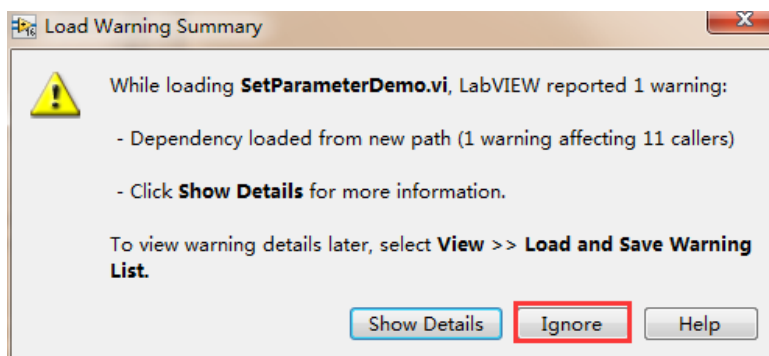 Load Warning Summary
While loading SetParameterDemo.vi, LabVIEW reported 1 warning:
- Dependency loaded from new path (1 warning affecting 11 callers)
- Click Show Details for more information.
To view warning details later, select View >> Load and Save Warning
List.
Show Details Ignore Help